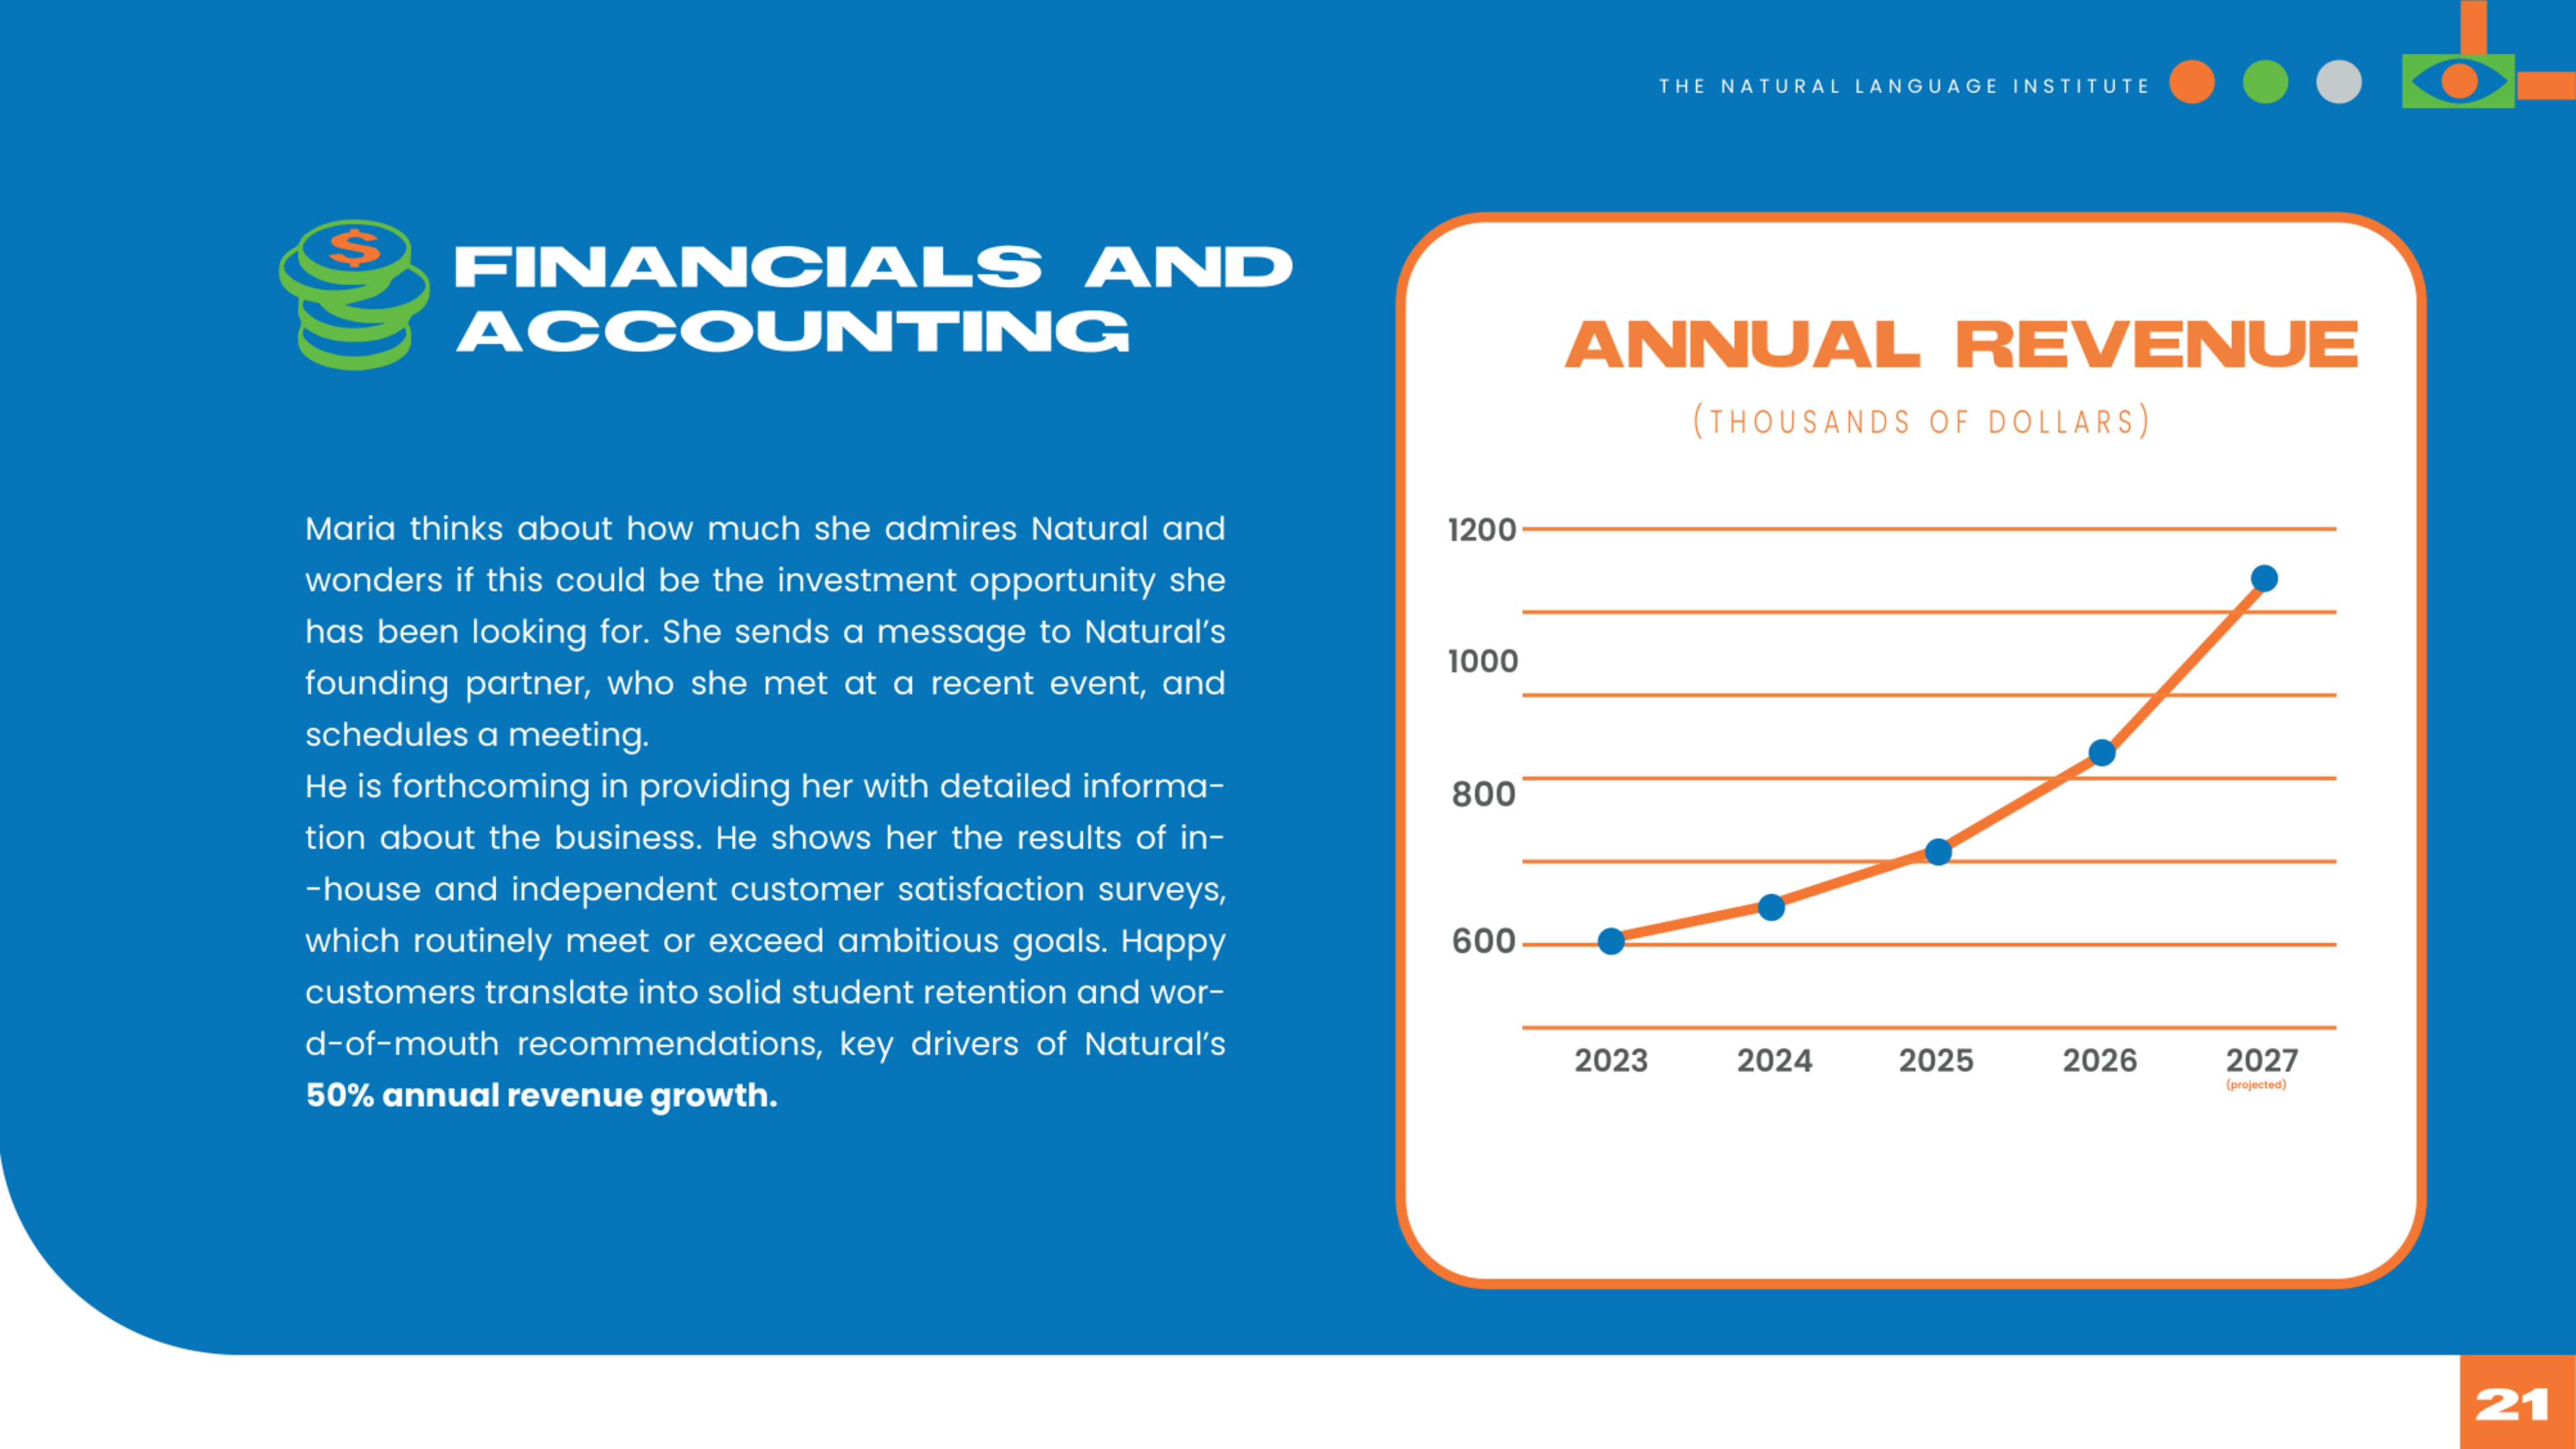 THE NATURAL LANGUAGE INSTITUTE
$
FINANCIALS AND
ACCOUNTING
Maria thinks about how much she admires Natural and
wonders if this could be the investment opportunity she
has been looking for. She sends a message to Natural’s
founding partner, who she met at a recent event, and
schedules a meeting.
He is forthcoming in providing her with detailed informa-
tion about the business. He shows her the results of in-
-house and independent customer satisfaction surveys,
which routinely meet or exceed ambitious goals. Happy
customers translate into solid student retention and wor-
d-of-mouth recommendations, key drivers of Natural’s
50% annual revenue growth.
ANNUAL REVENUE
(THOUSANDS OF DOLLARS)
1200
1000
800
600
2023 2024 2025 2026 2027
(projected)
21